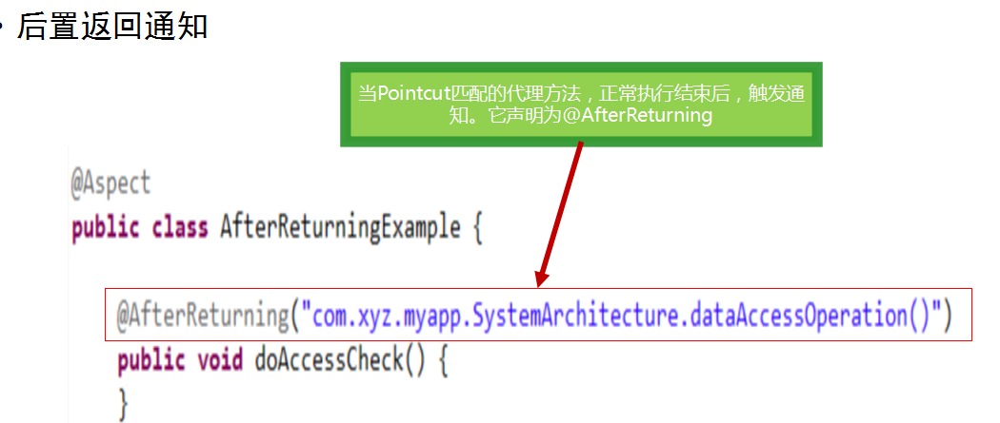 • 后置返回通知
当Pointcut匹配的代理方法，正常执行结束后，触发通
知。它声明为@AfterReturning
@Aspect
public class AfterReturningExample {
@AfterReturning("com.xyz.myapp.SystemArchitecture.dataAccessOperation()")
public void doAccessCheck() {
}